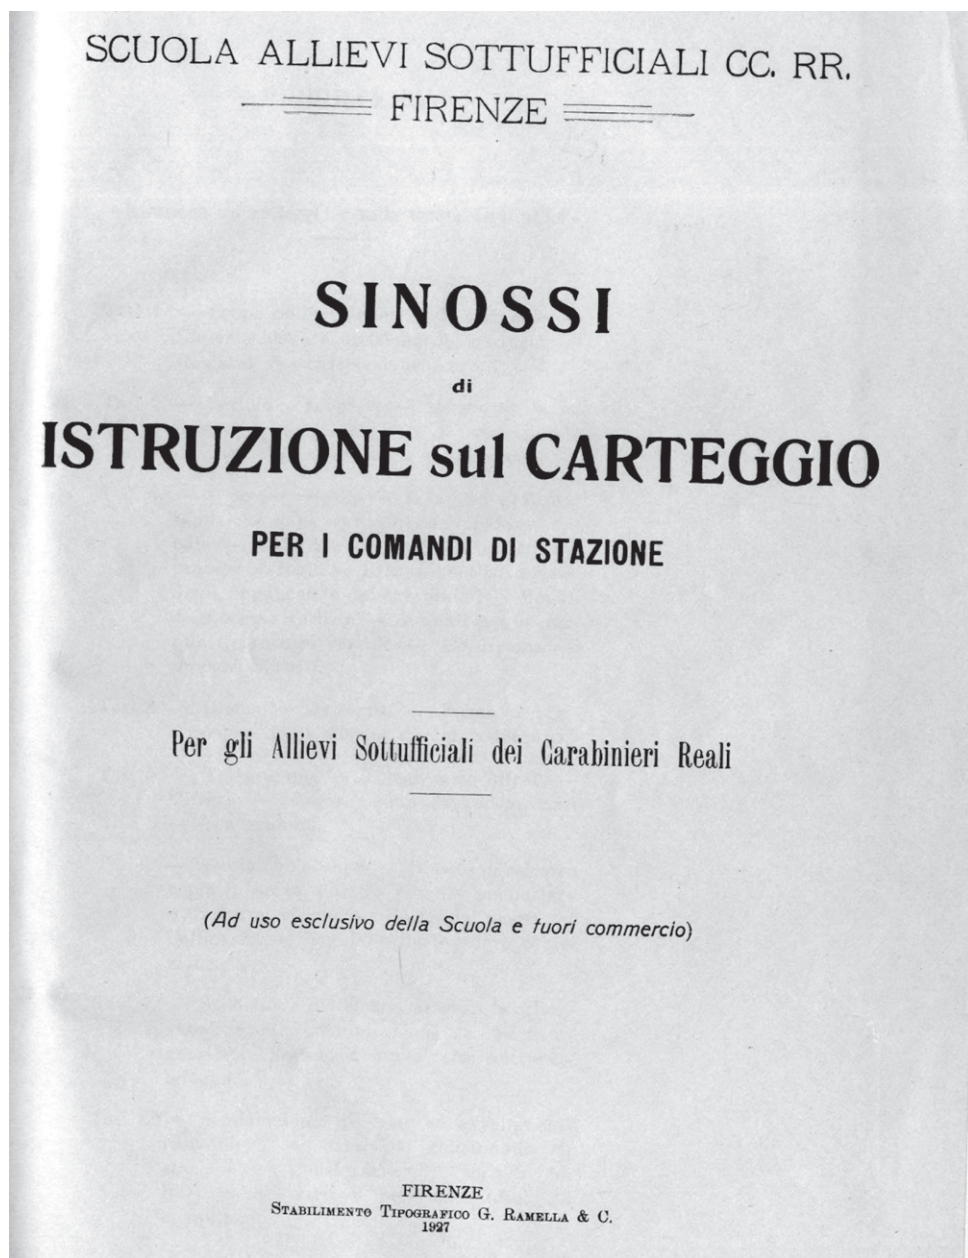 SCUOLA ALLIEVI SOTTUFFICIALI CC. RR.
FIRENZE
SINOSSI
di
ISTRUZIONE sul CARTEGGIO
PER I COMANDI DI STAZIONE
Per gli Allievi Sottufficiali dei Carabinieri Reali
(Ad uso esclusivo della Scuola e fuori commercio)
FIRENZE
STABILIMENTO TIPOGRAFICO G. RAMELLA & C.
1927